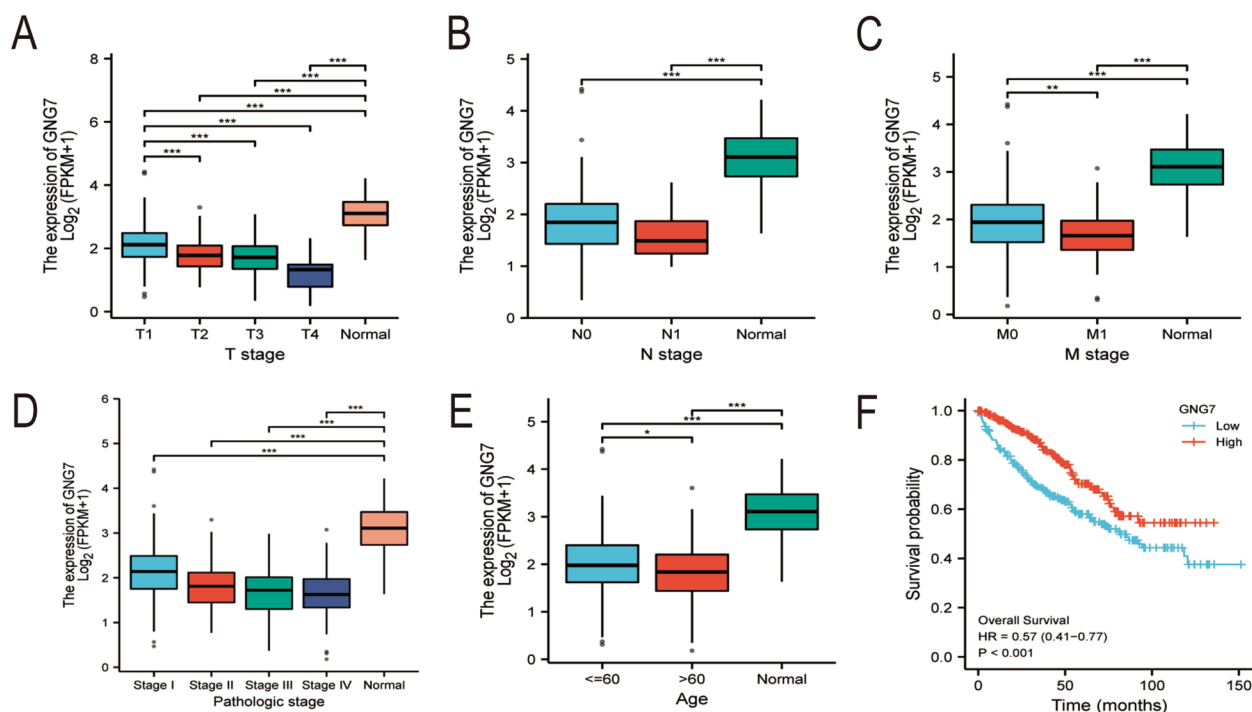 A
The expression of GNG7
Log2 (FPKM+1)
8
6
4
2
0
***
***
***
***
***
***
***
T1 T2 T3 T4 Normal
T stage
B
The expression of GNG7
Log2 (FPKM+1)
5
4
3
2
1
0
***
***
N0 N1 Normal
N stage
C
The expression of GNG7
Log2 (FPKM+1)
5
4
3
2
1
0
***
***
**
M0 M1 Normal
M stage
D
The expression of GNG7
Log2 (FPKM+1)
6
5
4
3
2
1
0
***
***
***
***
Stage I Stage II Stage III Stage IV Normal
Pathologic stage
E
The expression of GNG7
Log2 (FPKM+1)
5
4
3
2
1
0
***
***
*
<=60 >60 Normal
Age
F
Survival probability
1.0
0.8
0.6
0.4
0.2
0.0
GNG7
Low
High
Overall Survival
HR = 0.57 (0.41−0.77)
P < 0.001
0 50 100 150
Time (months)